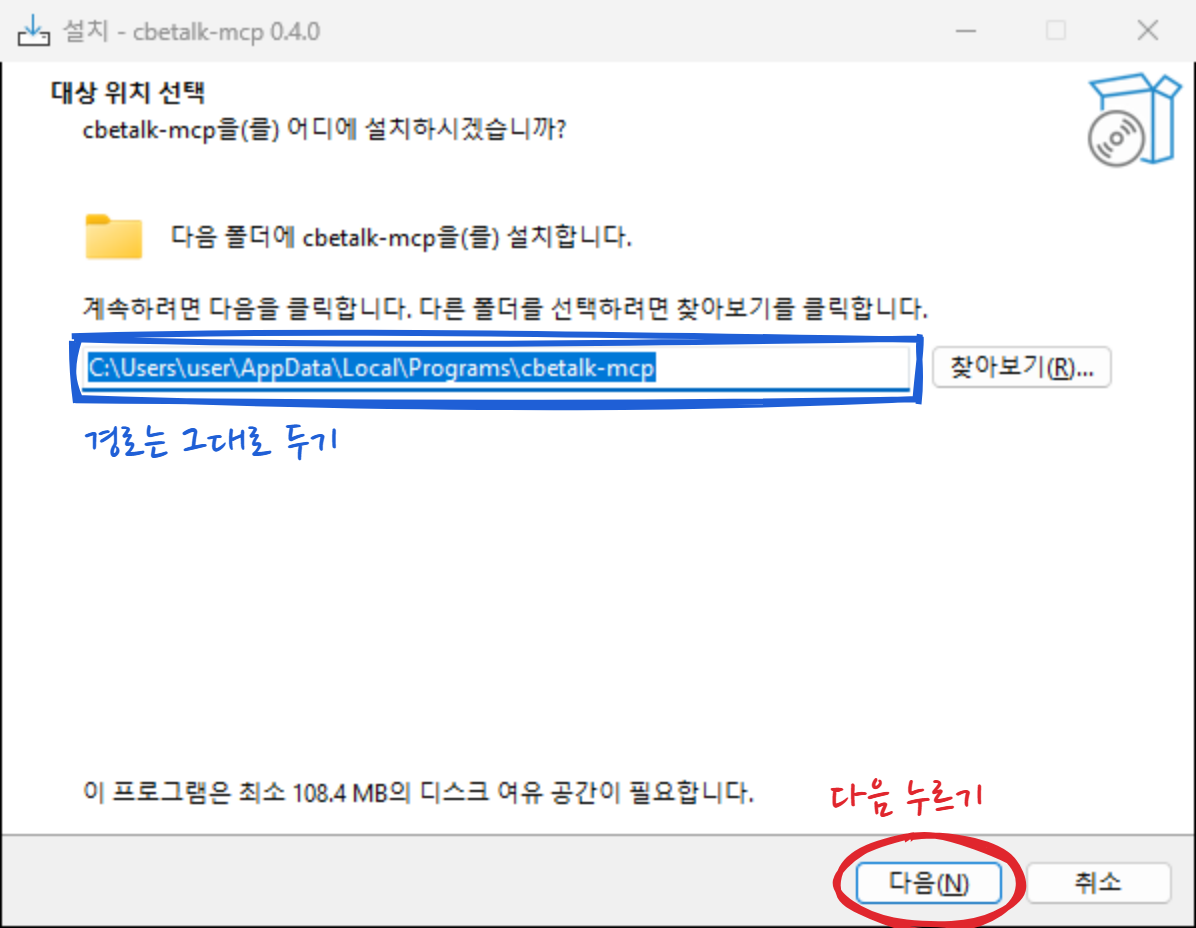 설치 - cbetalk-mcp 0.4.0
대상 위치 선택
cbetalk-mcp을(를) 어디에 설치하시겠습니까?
다음 폴더에 cbetalk-mcp을(를) 설치합니다.
계속하려면 다음을 클릭합니다. 다른 폴더를 선택하려면 찾아보기를 클릭합니다.
C:\Users\user\AppData\Local\Programs\cbetalk-mcp
찾아보기(R)...
경로는 그대로 두기
이 프로그램은 최소 108.4 MB의 디스크 여유 공간이 필요합니다.
다음 누르기
다음(N)
취소